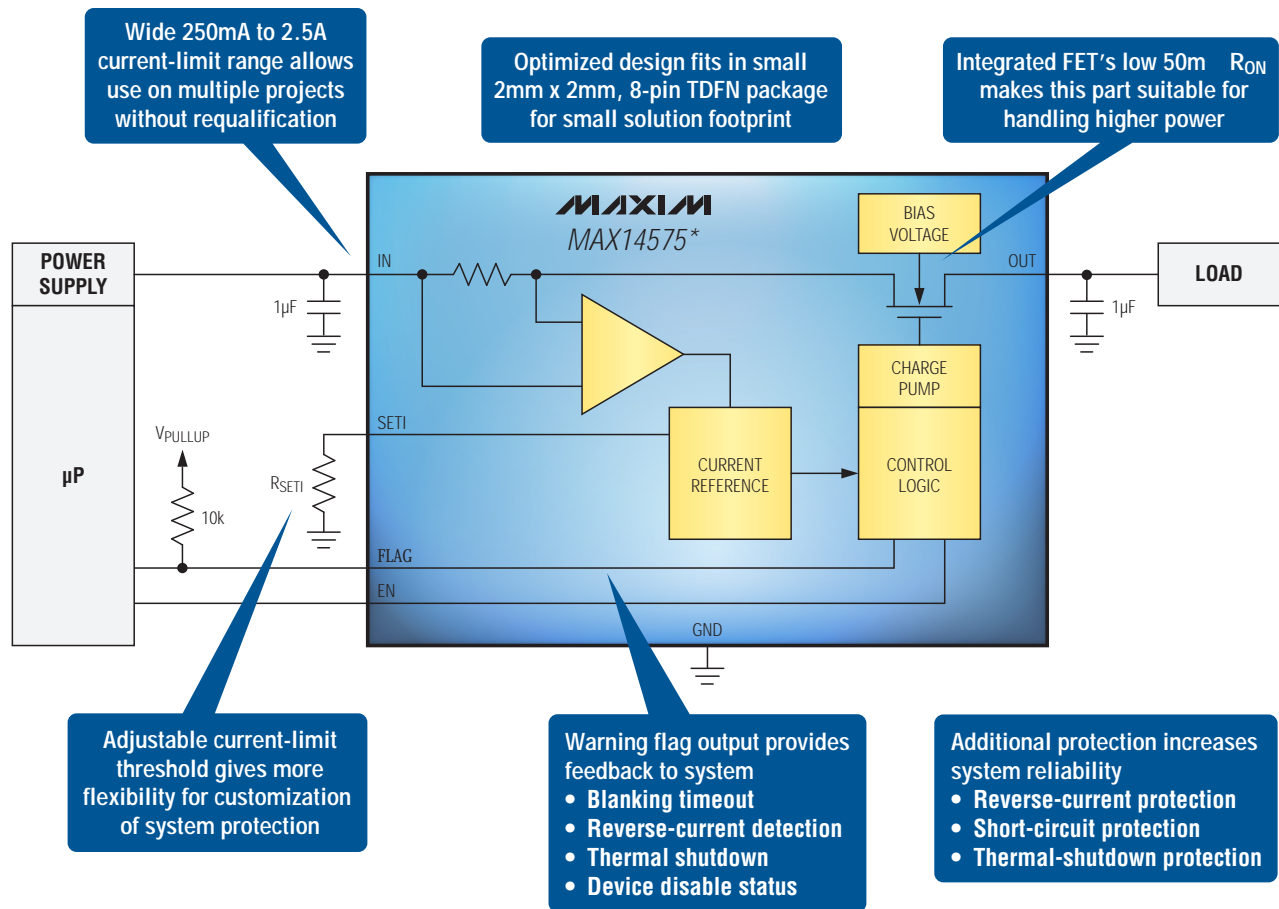 Wide 250mA to 2.5A
current-limit range allows
use on multiple projects
without requalification
Optimized design fits in small
2mm x 2mm, 8-pin TDFN package
for small solution footprint
Integrated FET's low 50m RON
makes this part suitable for
handling higher power
MAXIM
MAX14575*
BIAS
VOLTAGE
POWER
SUPPLY
IN
OUT
LOAD
1µF
1µF
CHARGE
PUMP
SETI
VPULLUP
µP
RSETI
CURRENT
REFERENCE
CONTROL
LOGIC
10k
FLAG
EN
GND
Adjustable current-limit
threshold gives more
flexibility for customization
of system protection
Warning flag output provides
feedback to system
• Blanking timeout
• Reverse-current detection
• Thermal shutdown
• Device disable status
Additional protection increases
system reliability
• Reverse-current protection
• Short-circuit protection
• Thermal-shutdown protection